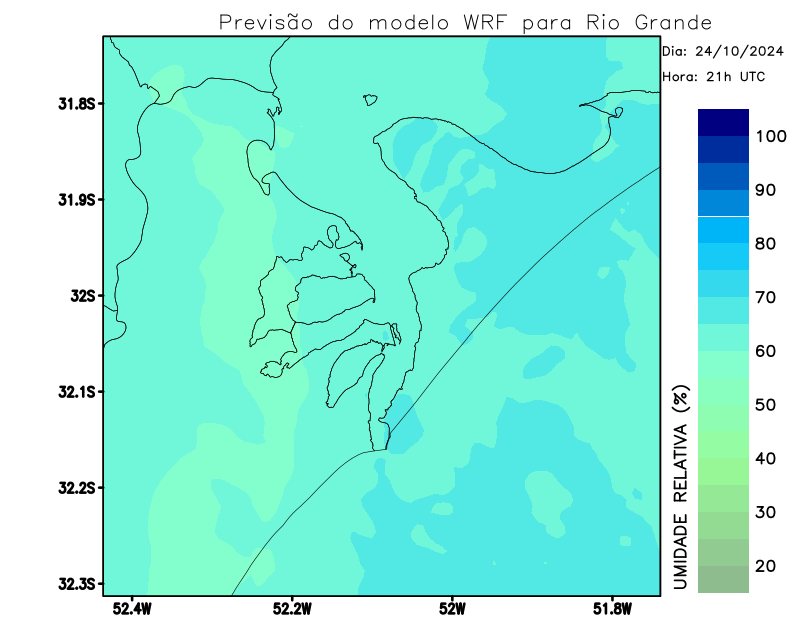 Previsão do modelo WRF para Rio Grande
Dia: 24/10/2024
Hora: 21h UTC
31.8S
31.9S
32S
32.1S
32.2S
32.3S
52.4W
52.2W
52W
51.8W
UMIDADE RELATIVA (%)
100
90
80
70
60
50
40
30
20